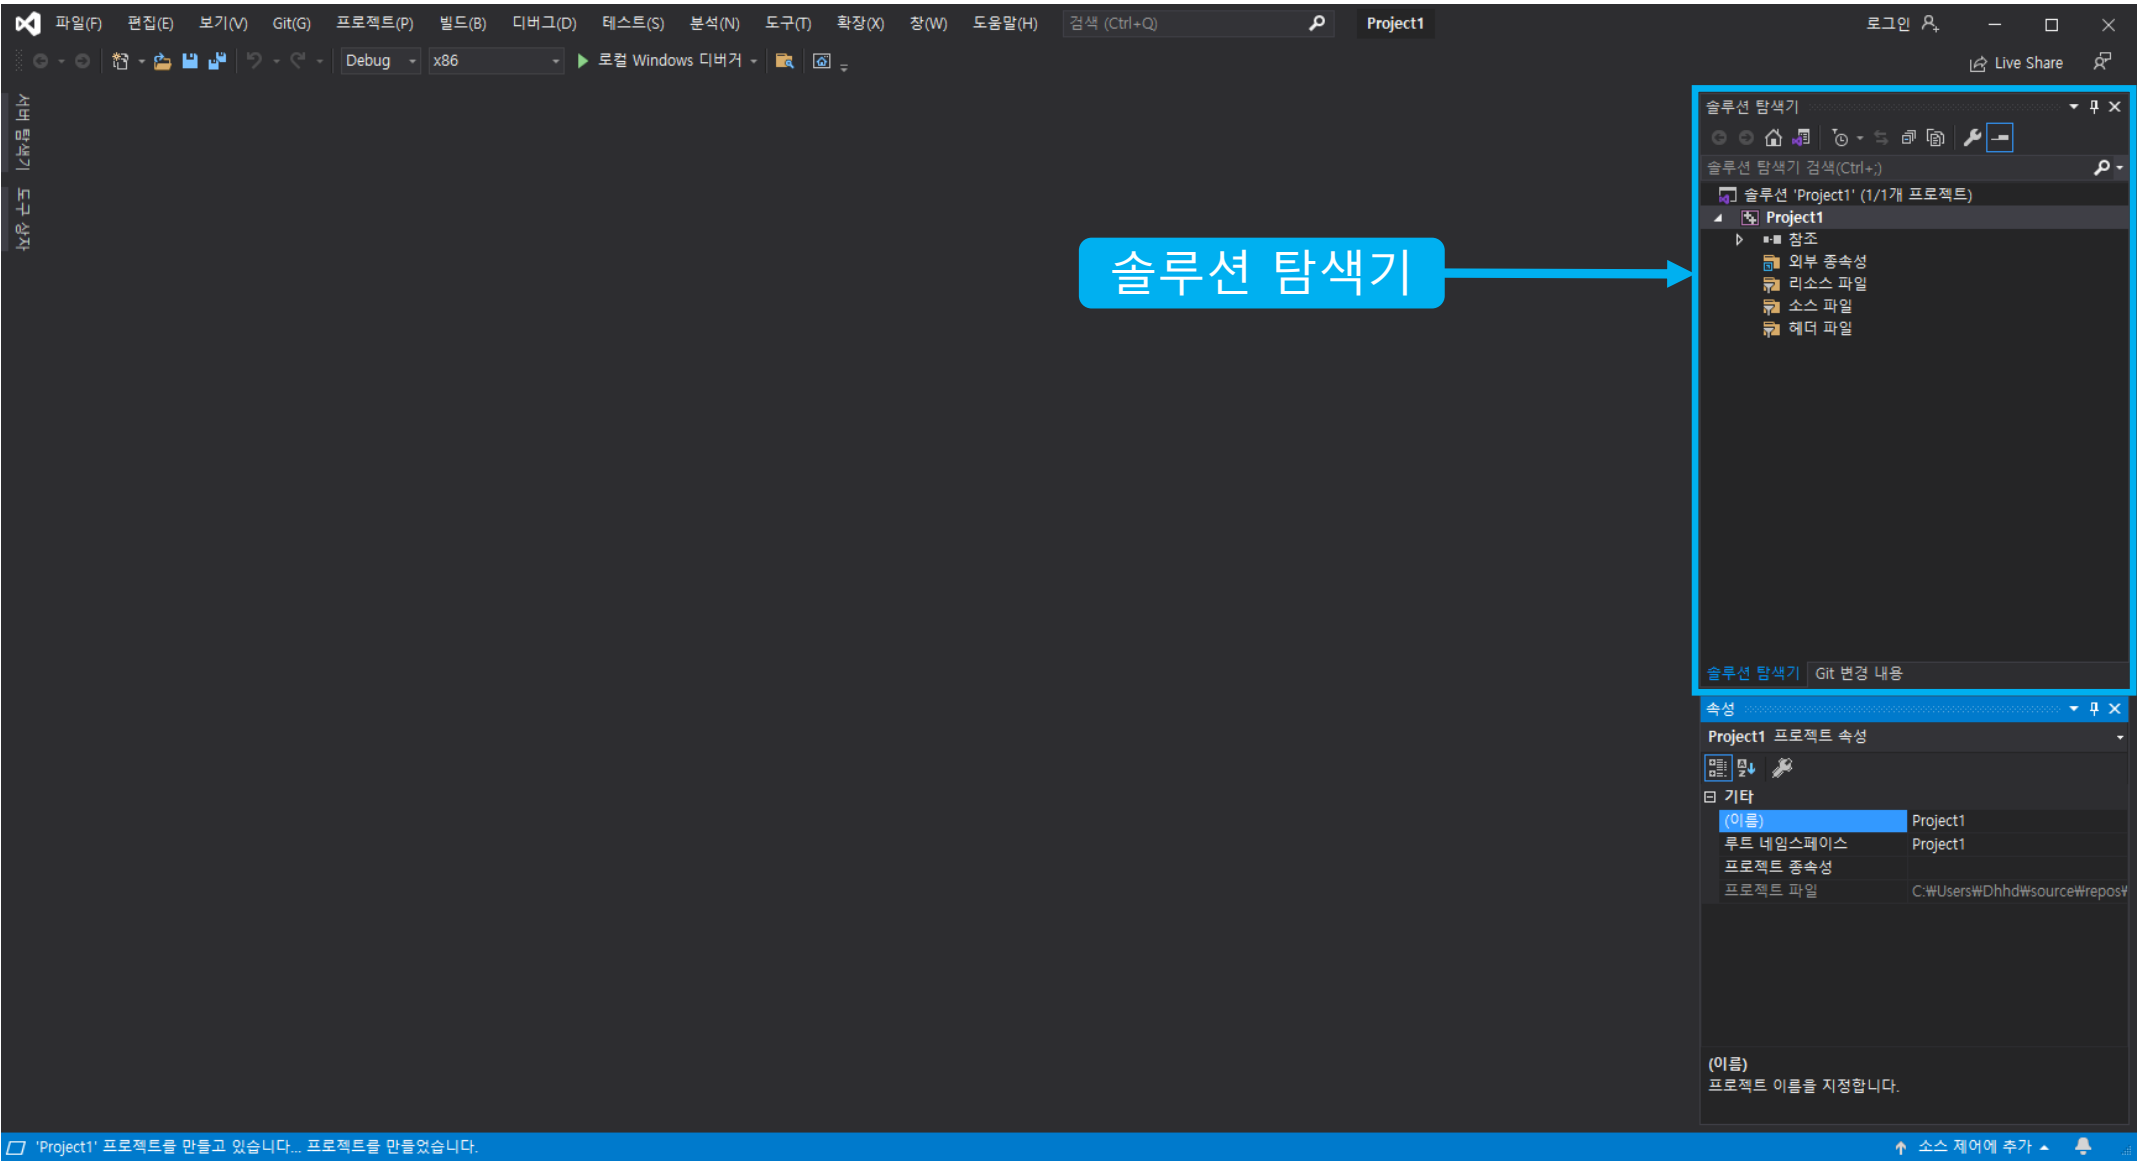 파일(F) 편집(E) 보기(V) Git(G) 프로젝트(P) 빌드(B) 디버그(D) 테스트(S) 분석(N) 도구(T) 확장(X) 창(W) 도움말(H) 검색 (Ctrl+Q) Project1 로그인
Debug x86 로컬 Windows 디버거 Live Share
서버 탐색기
도구 상자
솔루션 탐색기
솔루션 탐색기
솔루션 탐색기 검색(Ctrl+;)
솔루션 'Project1' (1/1개 프로젝트)
Project1
참조
외부 종속성
리소스 파일
소스 파일
헤더 파일
솔루션 탐색기 Git 변경 내용
속성
Project1 프로젝트 속성
기타
(이름) Project1
루트 네임스페이스 Project1
프로젝트 종속성
프로젝트 파일 C:₩Users₩Dhhd₩source₩repos₩
(이름)
프로젝트 이름을 지정합니다.
'Project1' 프로젝트를 만들고 있습니다... 프로젝트를 만들었습니다. 소스 제어에 추가